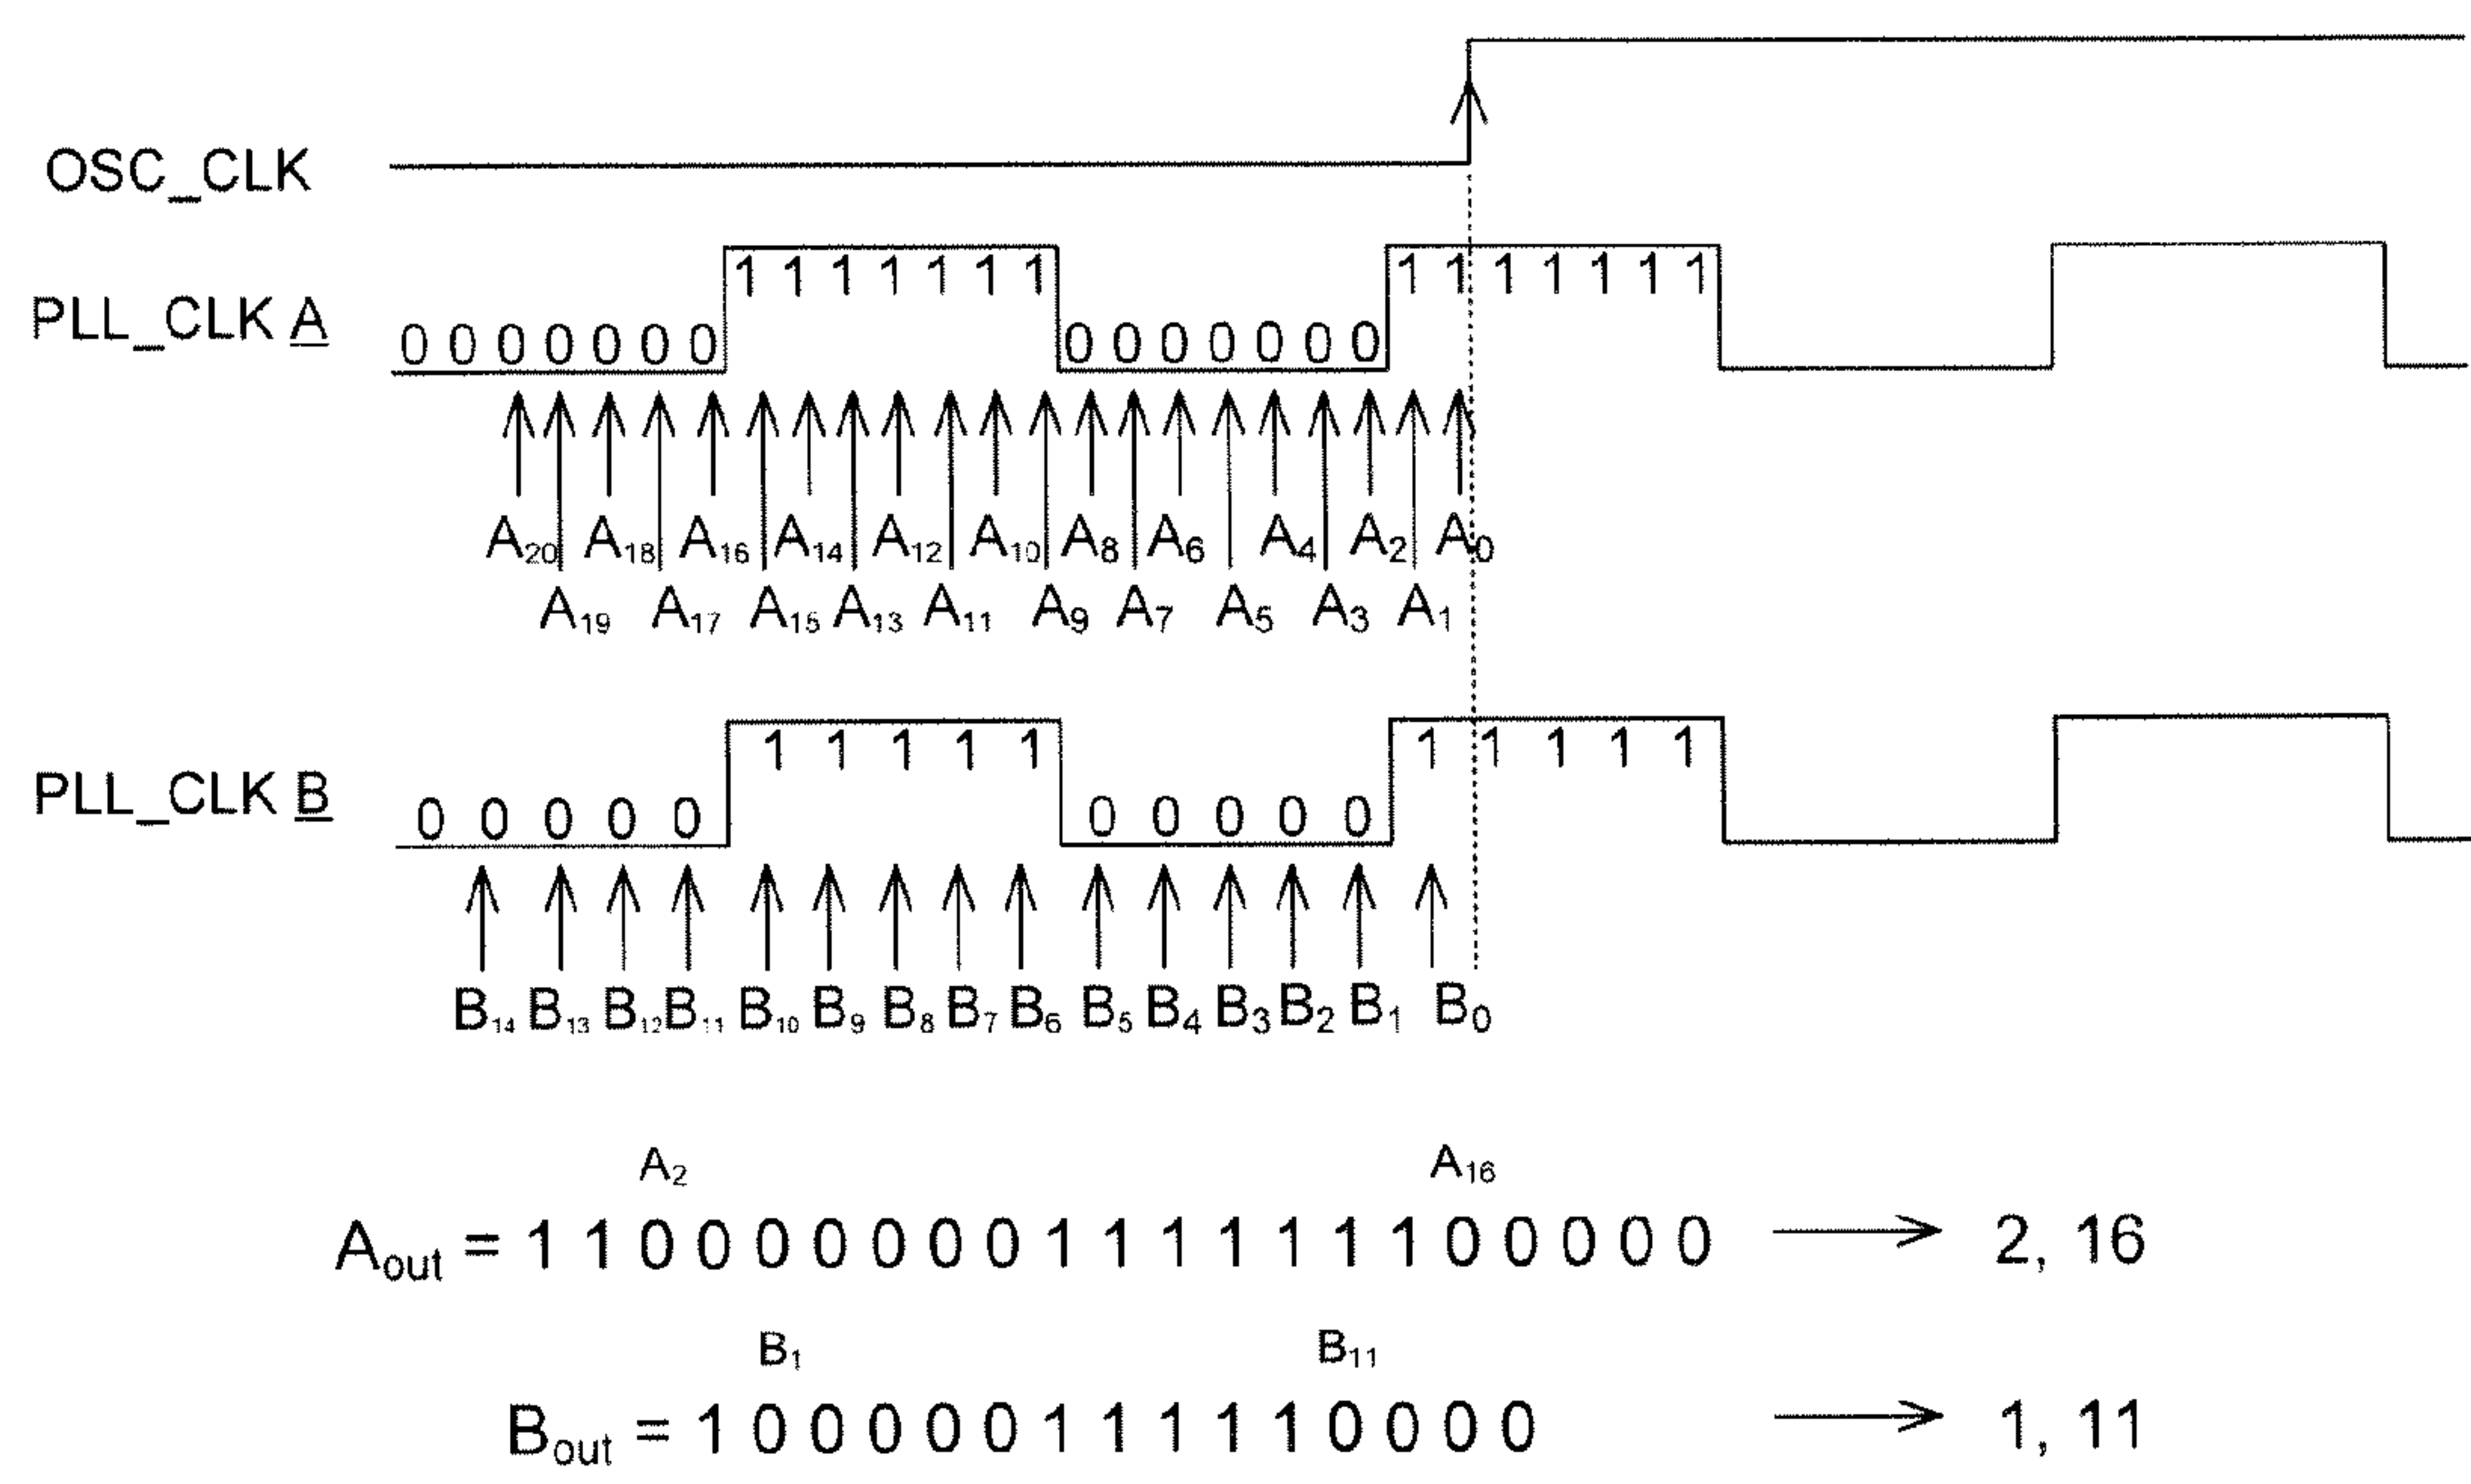 OSC_CLK
1 1 1 1 1 1 1 1 1 1 1 1 1 1
PLL_CLK A
0 0 0 0 0 0 0 0 0 0 0 0 0 0
A20 A18 A16 A14 A12 A10 A8 A6 A4 A2 A0
A19 A17 A15 A13 A11 A9 A7 A5 A3 A1
1 1 1 1 1 1 1 1 1 1
PLL_CLK B
0 0 0 0 0 0 0 0 0 0
B14 B13 B12 B11 B10 B9 B8 B7 B6 B5 B4 B3 B2 B1 B0
A2 A16
Aout = 1 1 0 0 0 0 0 0 0 1 1 1 1 1 1 1 0 0 0 0 0 → 2, 16
B1 B11
Bout = 1 0 0 0 0 0 1 1 1 1 1 0 0 0 0 → 1, 11